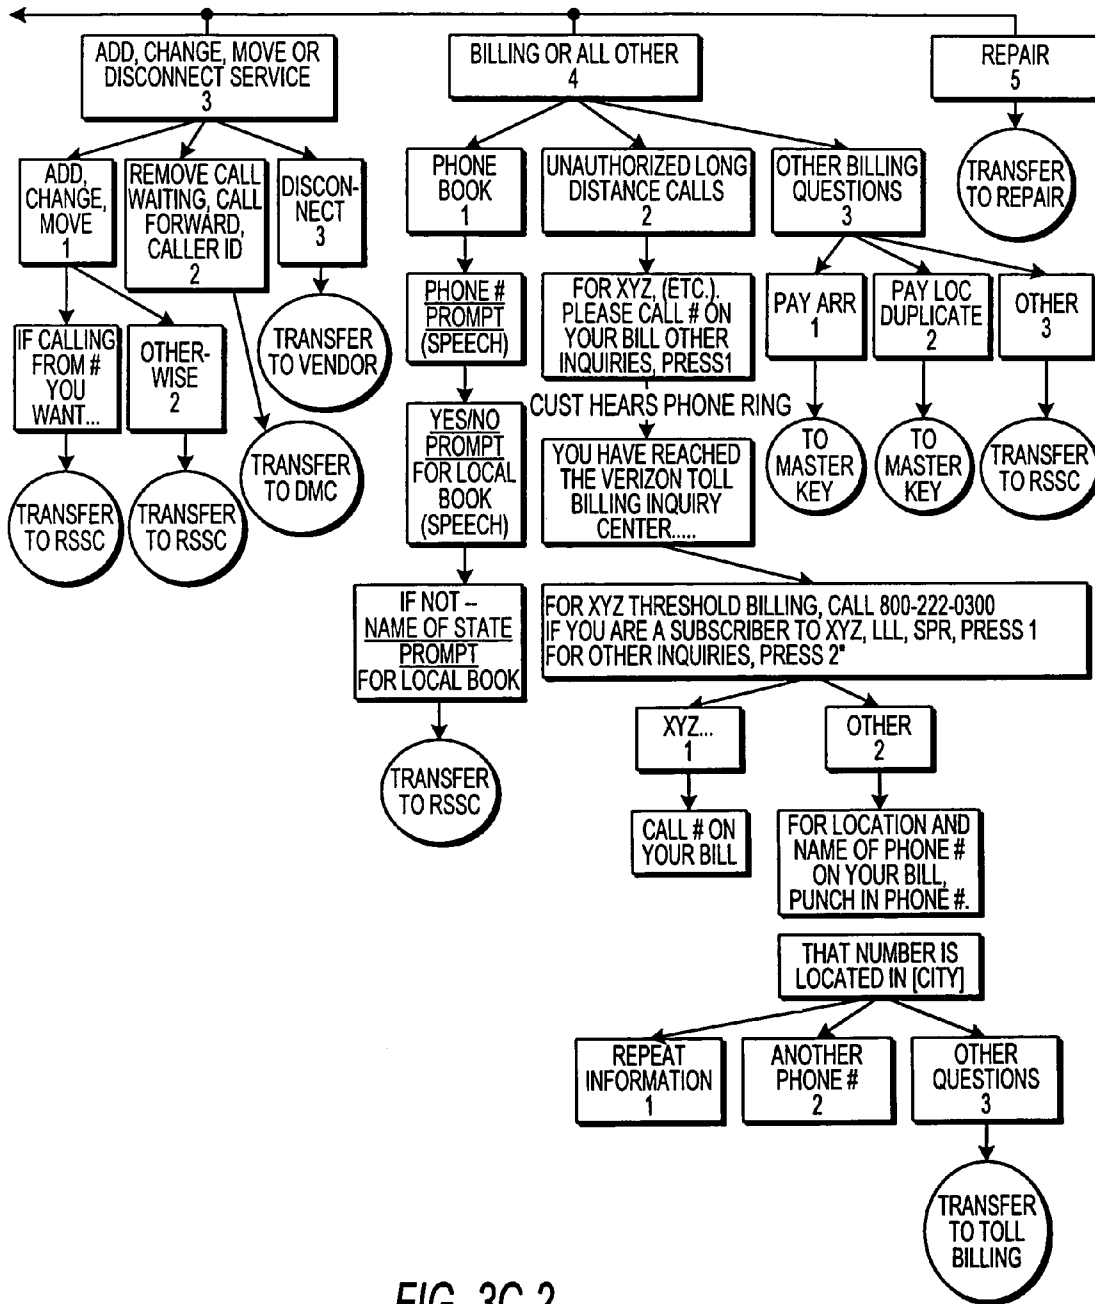 ADD, CHANGE, MOVE OR
DISCONNECT SERVICE
3
BILLING OR ALL OTHER
4
REPAIR
5
ADD,
CHANGE,
MOVE
1
REMOVE CALL
WAITING, CALL
FORWARD,
CALLER ID
2
DISCON-
NECT
3
PHONE
BOOK
1
UNAUTHORIZED LONG
DISTANCE CALLS
2
OTHER BILLING
QUESTIONS
3
TRANSFER
TO REPAIR
IF CALLING
FROM #
YOU
WANT...
OTHER-
WISE
2
TRANSFER
TO VENDOR
PHONE #
PROMPT
(SPEECH)
FOR XYZ, (ETC.).
PLEASE CALL # ON
YOUR BILL OTHER
INQUIRIES, PRESS1
PAY ARR
1
PAY LOC
DUPLICATE
2
OTHER
3
CUST HEARS PHONE RING
TRANSFER
TO RSSC
TRANSFER
TO RSSC
TRANSFER
TO DMC
YES/NO
PROMPT
FOR LOCAL
BOOK
(SPEECH)
YOU HAVE REACHED
THE VERIZON TOLL
BILLING INQUIRY
CENTER.....
TO
MASTER
KEY
TO
MASTER
KEY
TRANSFER
TO RSSC
IF NOT –
NAME OF STATE
PROMPT
FOR LOCAL BOOK
FOR XYZ THRESHOLD BILLING, CALL 800-222-0300
IF YOU ARE A SUBSCRIBER TO XYZ, LLL, SPR, PRESS 1
FOR OTHER INQUIRIES, PRESS 2"
TRANSFER
TO RSSC
XYZ...
1
OTHER
2
CALL # ON
YOUR BILL
FOR LOCATION AND
NAME OF PHONE #
ON YOUR BILL,
PUNCH IN PHONE #.
THAT NUMBER IS
LOCATED IN [CITY]
REPEAT
INFORMATION
1
ANOTHER
PHONE #
2
OTHER
QUESTIONS
3
TRANSFER
TO TOLL
BILLING
FIG. 3C-2